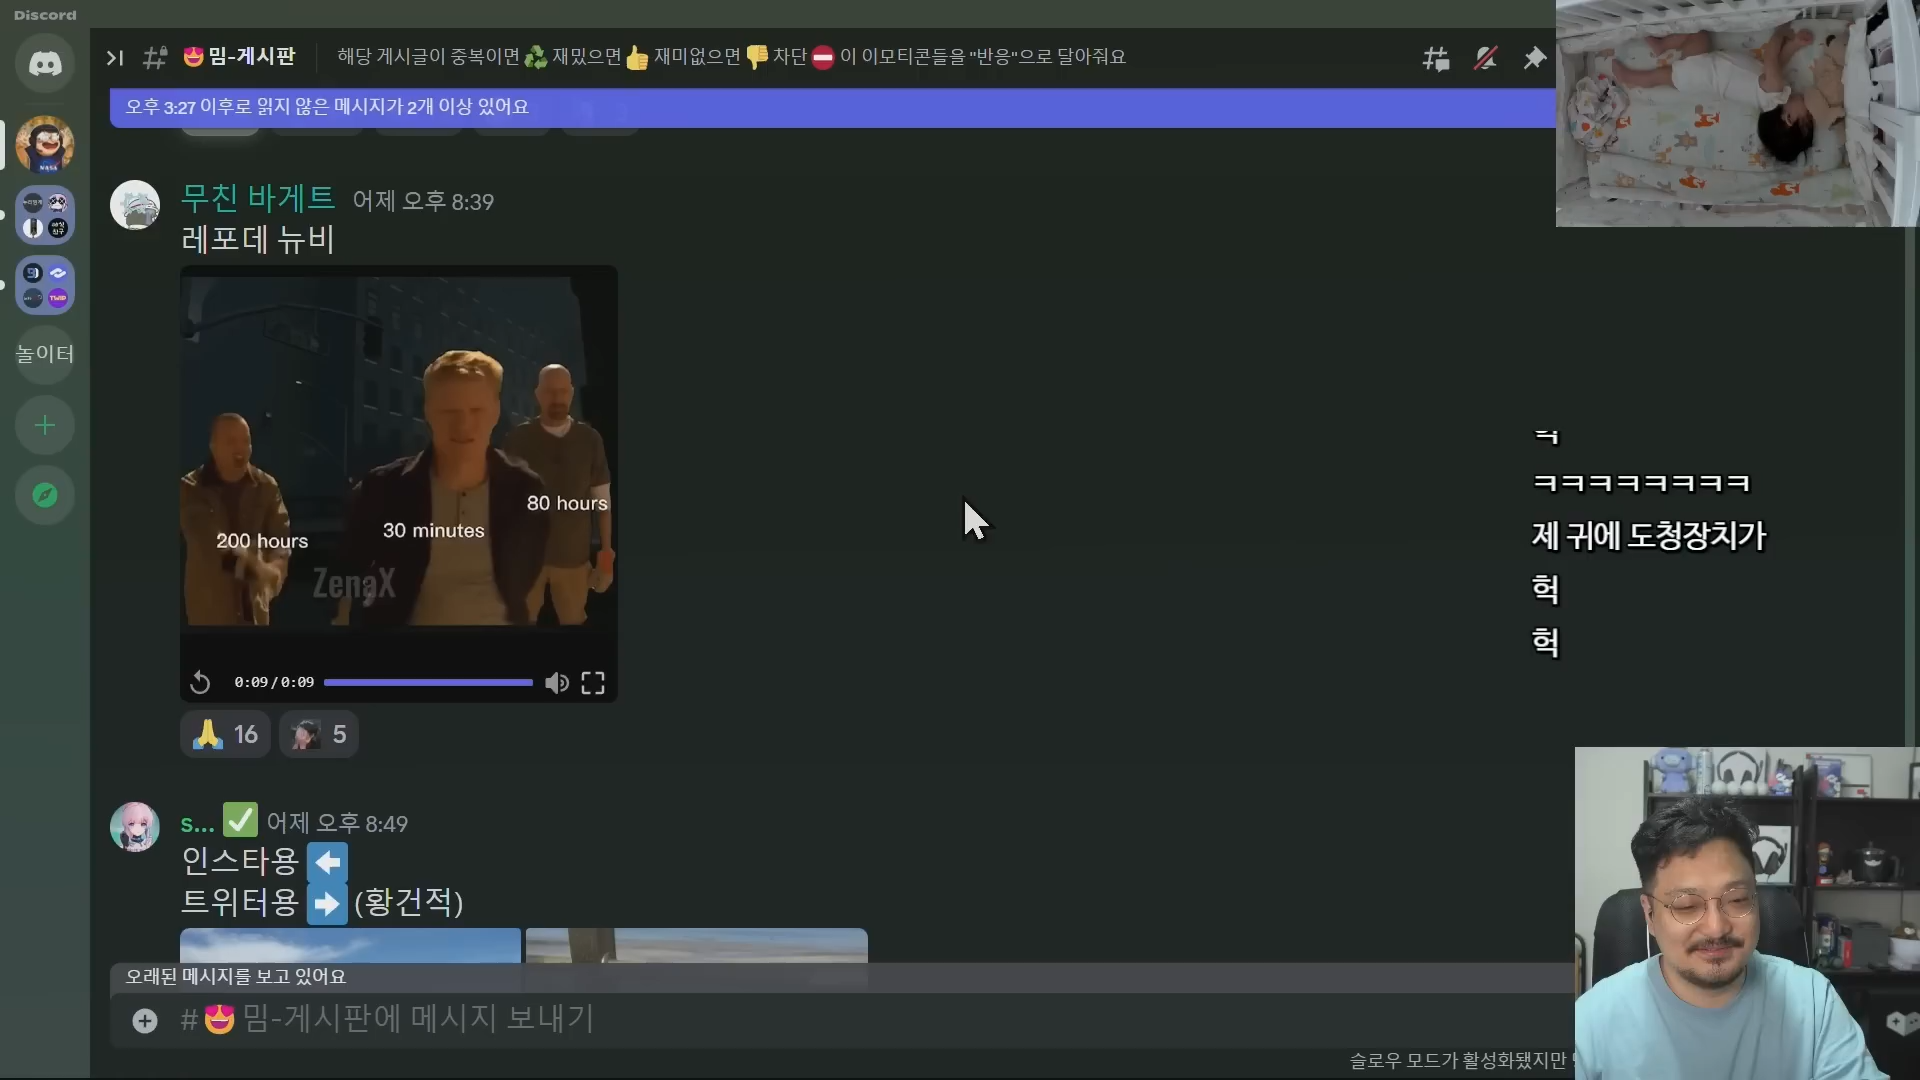 Discord
밈-게시판
해당 게시글이 중복이면 재밌으면 재미없으면 차단 이 이모티콘들을 "반응"으로 달아줘요
오후 3:27 이후로 읽지 않은 메시지가 2개 이상 있어요
무친 바게트 어제 오후 8:39
레포데 뉴비
200 hours
30 minutes
80 hours
ZenaX
0:09/0:09
16
5
s... 어제 오후 8:49
인스타용
트위터용 (황건적)
오래된 메시지를 보고 있어요
# 밈-게시판에 메시지 보내기
슬로우 모드가 활성화됐지만
놀이터
TWIP
ㅋㅋㅋㅋㅋㅋㅋㅋ
제 귀에 도청장치가
헉
헉